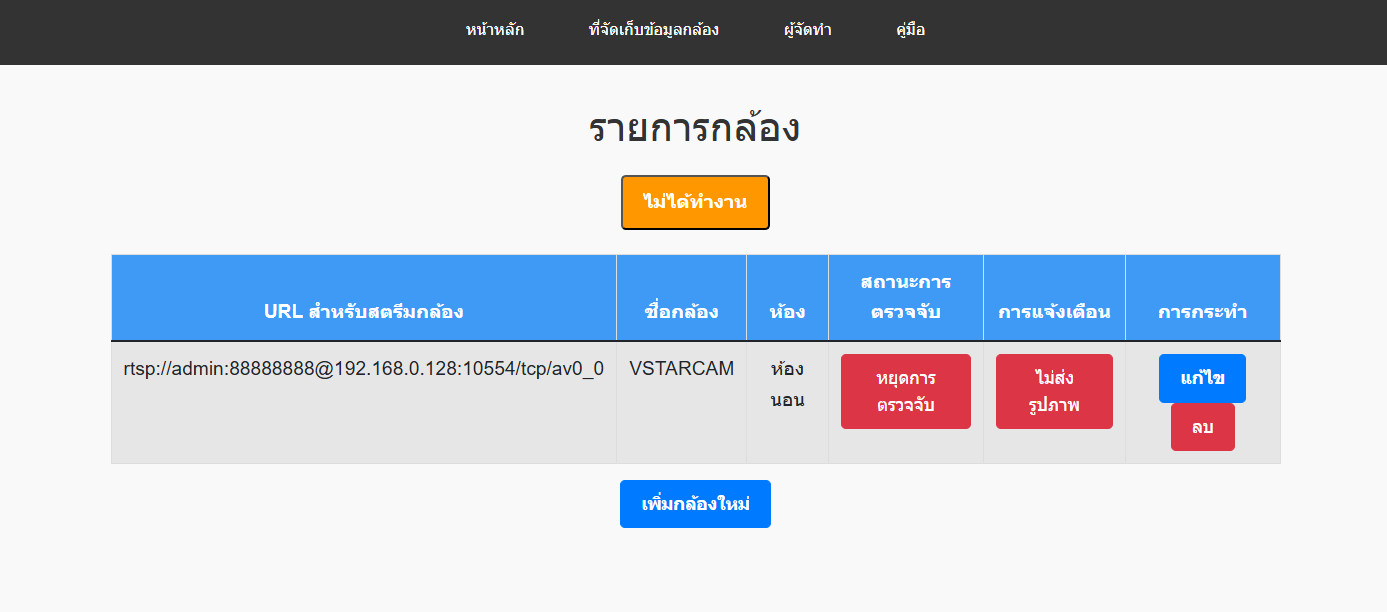 หน้าหลัก ที่จัดเก็บข้อมูลกล้อง ผู้จัดทำ คู่มือ
รายการกล้อง
ไม่ได้ทำงาน
URL สำหรับสตรีมกล้อง ชื่อกล้อง ห้อง สถานะการ
ตรวจจับ การแจ้งเตือน การกระทำ
rtsp://admin:88888888@192.168.0.128:10554/tcp/av0_0 VSTARCAM ห้อง
นอน
หยุดการ
ตรวจจับ
ไม่ส่ง
รูปภาพ
แก้ไข
ลบ
เพิ่มกล้องใหม่